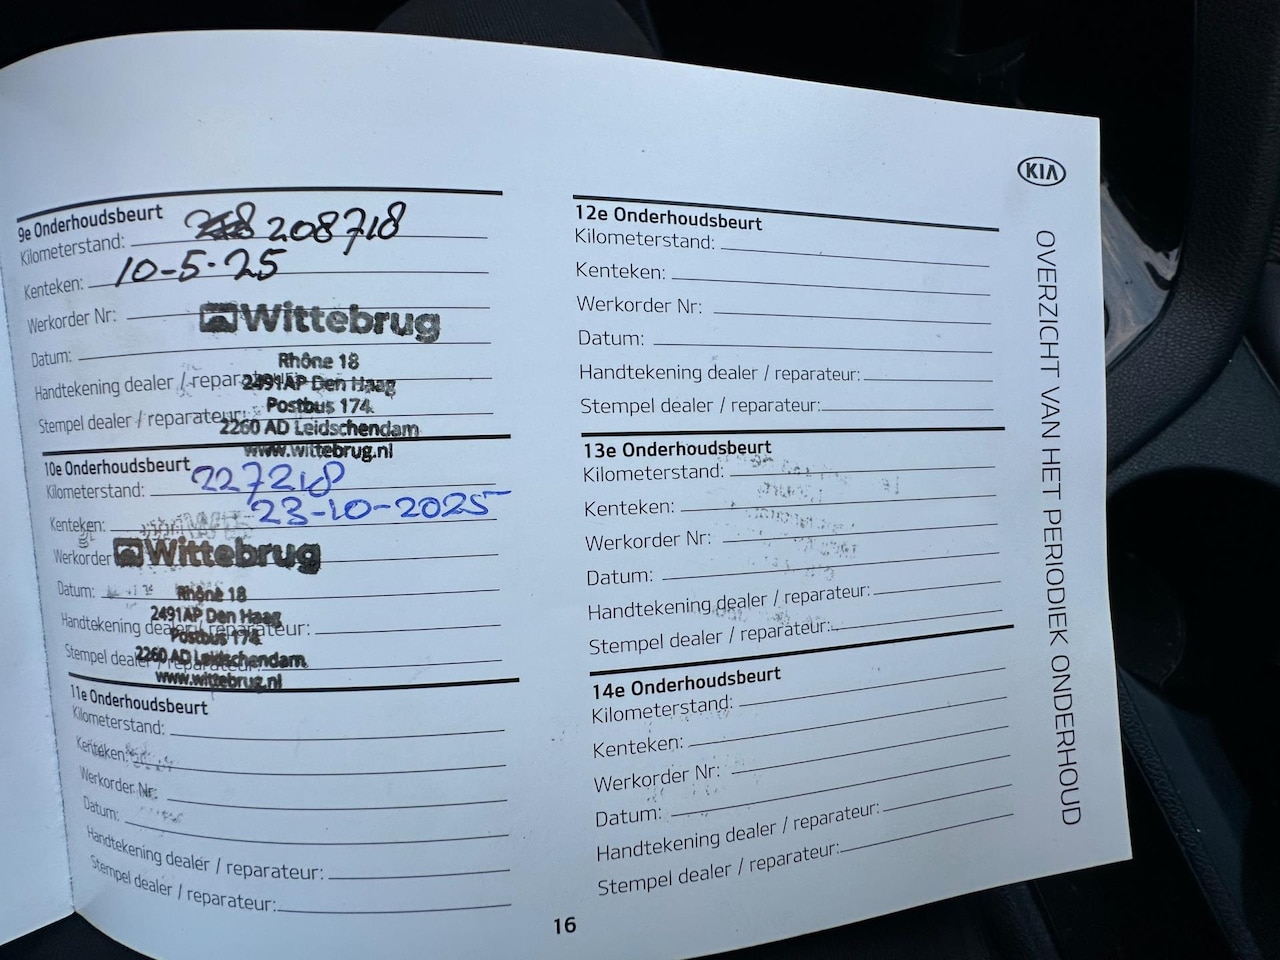 KIA
OVERZICHT VAN HET PERIODIEK ONDERHOUD
9e Onderhoudsbeurt
Kilometerstand: 208718
Kenteken: 10-5-25
Werkorder Nr:
Wittebrug
Datum:
Rhône 18
Handtekening dealer / reparateur:
2491AP Den Haag
Postbus 174
Stempel dealer / reparateur:
2260 AD Leidschendam
www.wittebrug.nl
10e Onderhoudsbeurt
Kilometerstand: 227218
23-10-2025
Kenteken:
Werkorder
Wittebrug
Datum:
Rhône 18
2491AP Den Haag
Handtekening dealer / reparateur:
Postbus 174
Stempel dealer / reparateur:
2260 AD Leidschendam
www.wittebrug.nl
11e Onderhoudsbeurt
Kilometerstand:
Kenteken:
Werkorder Nr:
Datum:
Handtekening dealer / reparateur:
Stempel dealer / reparateur:
12e Onderhoudsbeurt
Kilometerstand:
Kenteken:
Werkorder Nr:
Datum:
Handtekening dealer / reparateur:
Stempel dealer / reparateur:
13e Onderhoudsbeurt
Kilometerstand:
Kenteken:
Werkorder Nr:
Datum:
Handtekening dealer / reparateur:
Stempel dealer / reparateur:
14e Onderhoudsbeurt
Kilometerstand:
Kenteken:
Werkorder Nr:
Datum:
Handtekening dealer / reparateur:
Stempel dealer / reparateur:
16